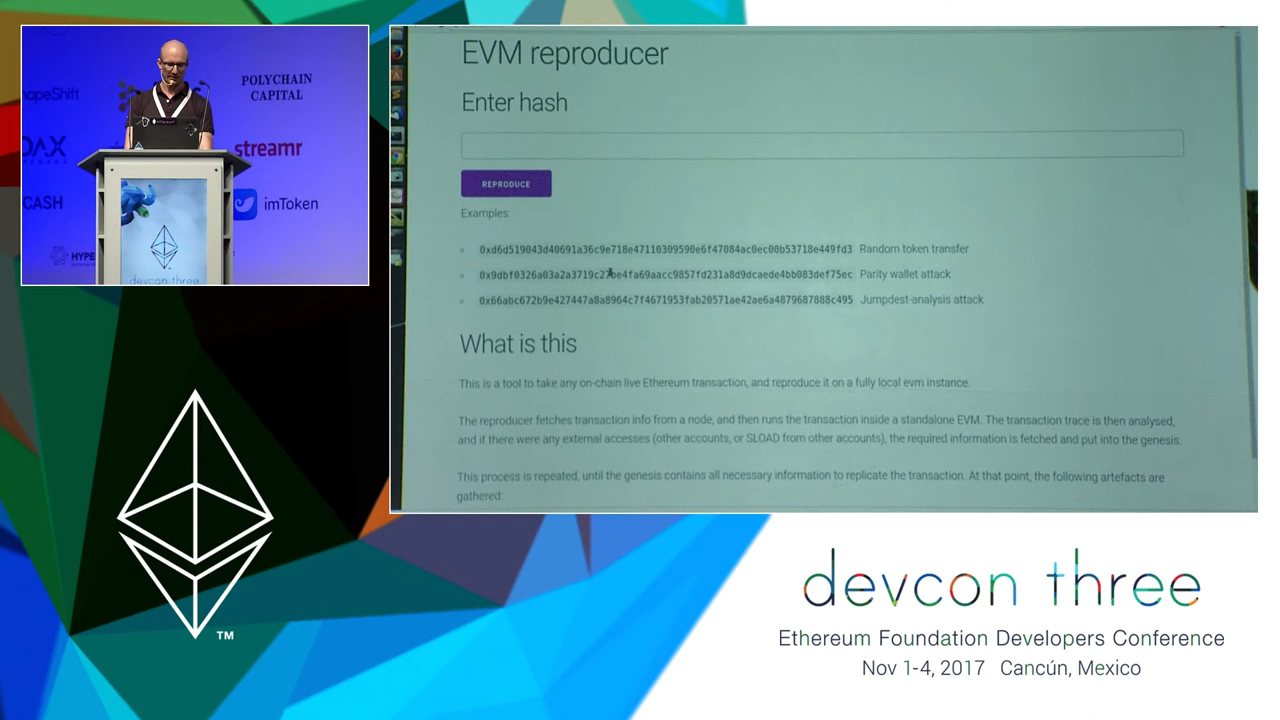 POLYCHAIN
CAPITAL
streamr
CASH
imToken
devcon three
EVM reproducer
Enter hash
REPRODUCE
Examples:
0xd6d519043d40691a36c9e718e47110309590e6f47084ac0ec00b53718e449fd3 Random token transfer
Parity wallet attack
0x66abc672b9e427447a8a8964c7f4671953fab20571ae42ae6a4879687888c495 Jumpdest-analysis attack
What is this
This is a tool to take any on-chain live Ethereum transaction, and reproduce it on a fully local evm instance.
The reproducer fetches transaction info from a node, and then runs the transaction inside a standalone EVM. The transaction trace is then analysed,
and if there were any external accesses (other accounts, or SLOAD from other accounts), the required information is fetched and put into the genesis.
This process is repeated, until the genesis contains all necessary information to replicate the transaction. At that point, the following artefacts are
gathered:
TM
devcon three
Ethereum Foundation Developers Conference
Nov 1-4, 2017 Cancún, Mexico